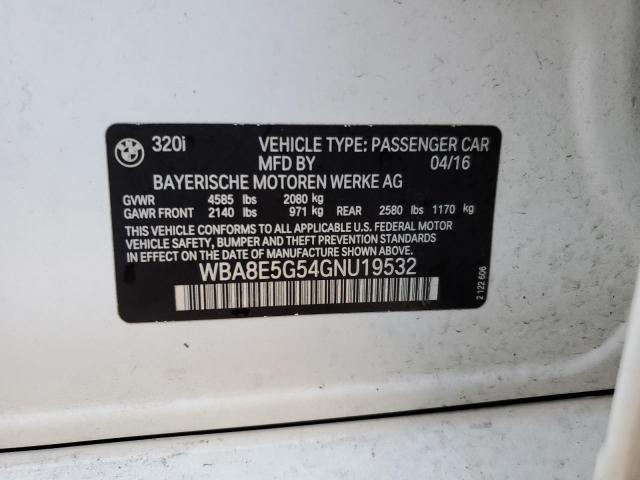 BMW 320i VEHICLE TYPE: PASSENGER CAR
MFD BY 04/16
BAYERISCHE MOTOREN WERKE AG
GVWR 4585 lbs 2080 kg
GAWR FRONT 2140 lbs 971 kg REAR 2580 lbs 1170 kg
THIS VEHICLE CONFORMS TO ALL APPLICABLE U.S. FEDERAL MOTOR
VEHICLE SAFETY, BUMPER AND THEFT PREVENTION STANDARDS
IN EFFECT ON THE DATE OF MANUFACTURE SHOWN ABOVE.
WBA8E5G54GNU19532
2 122 606